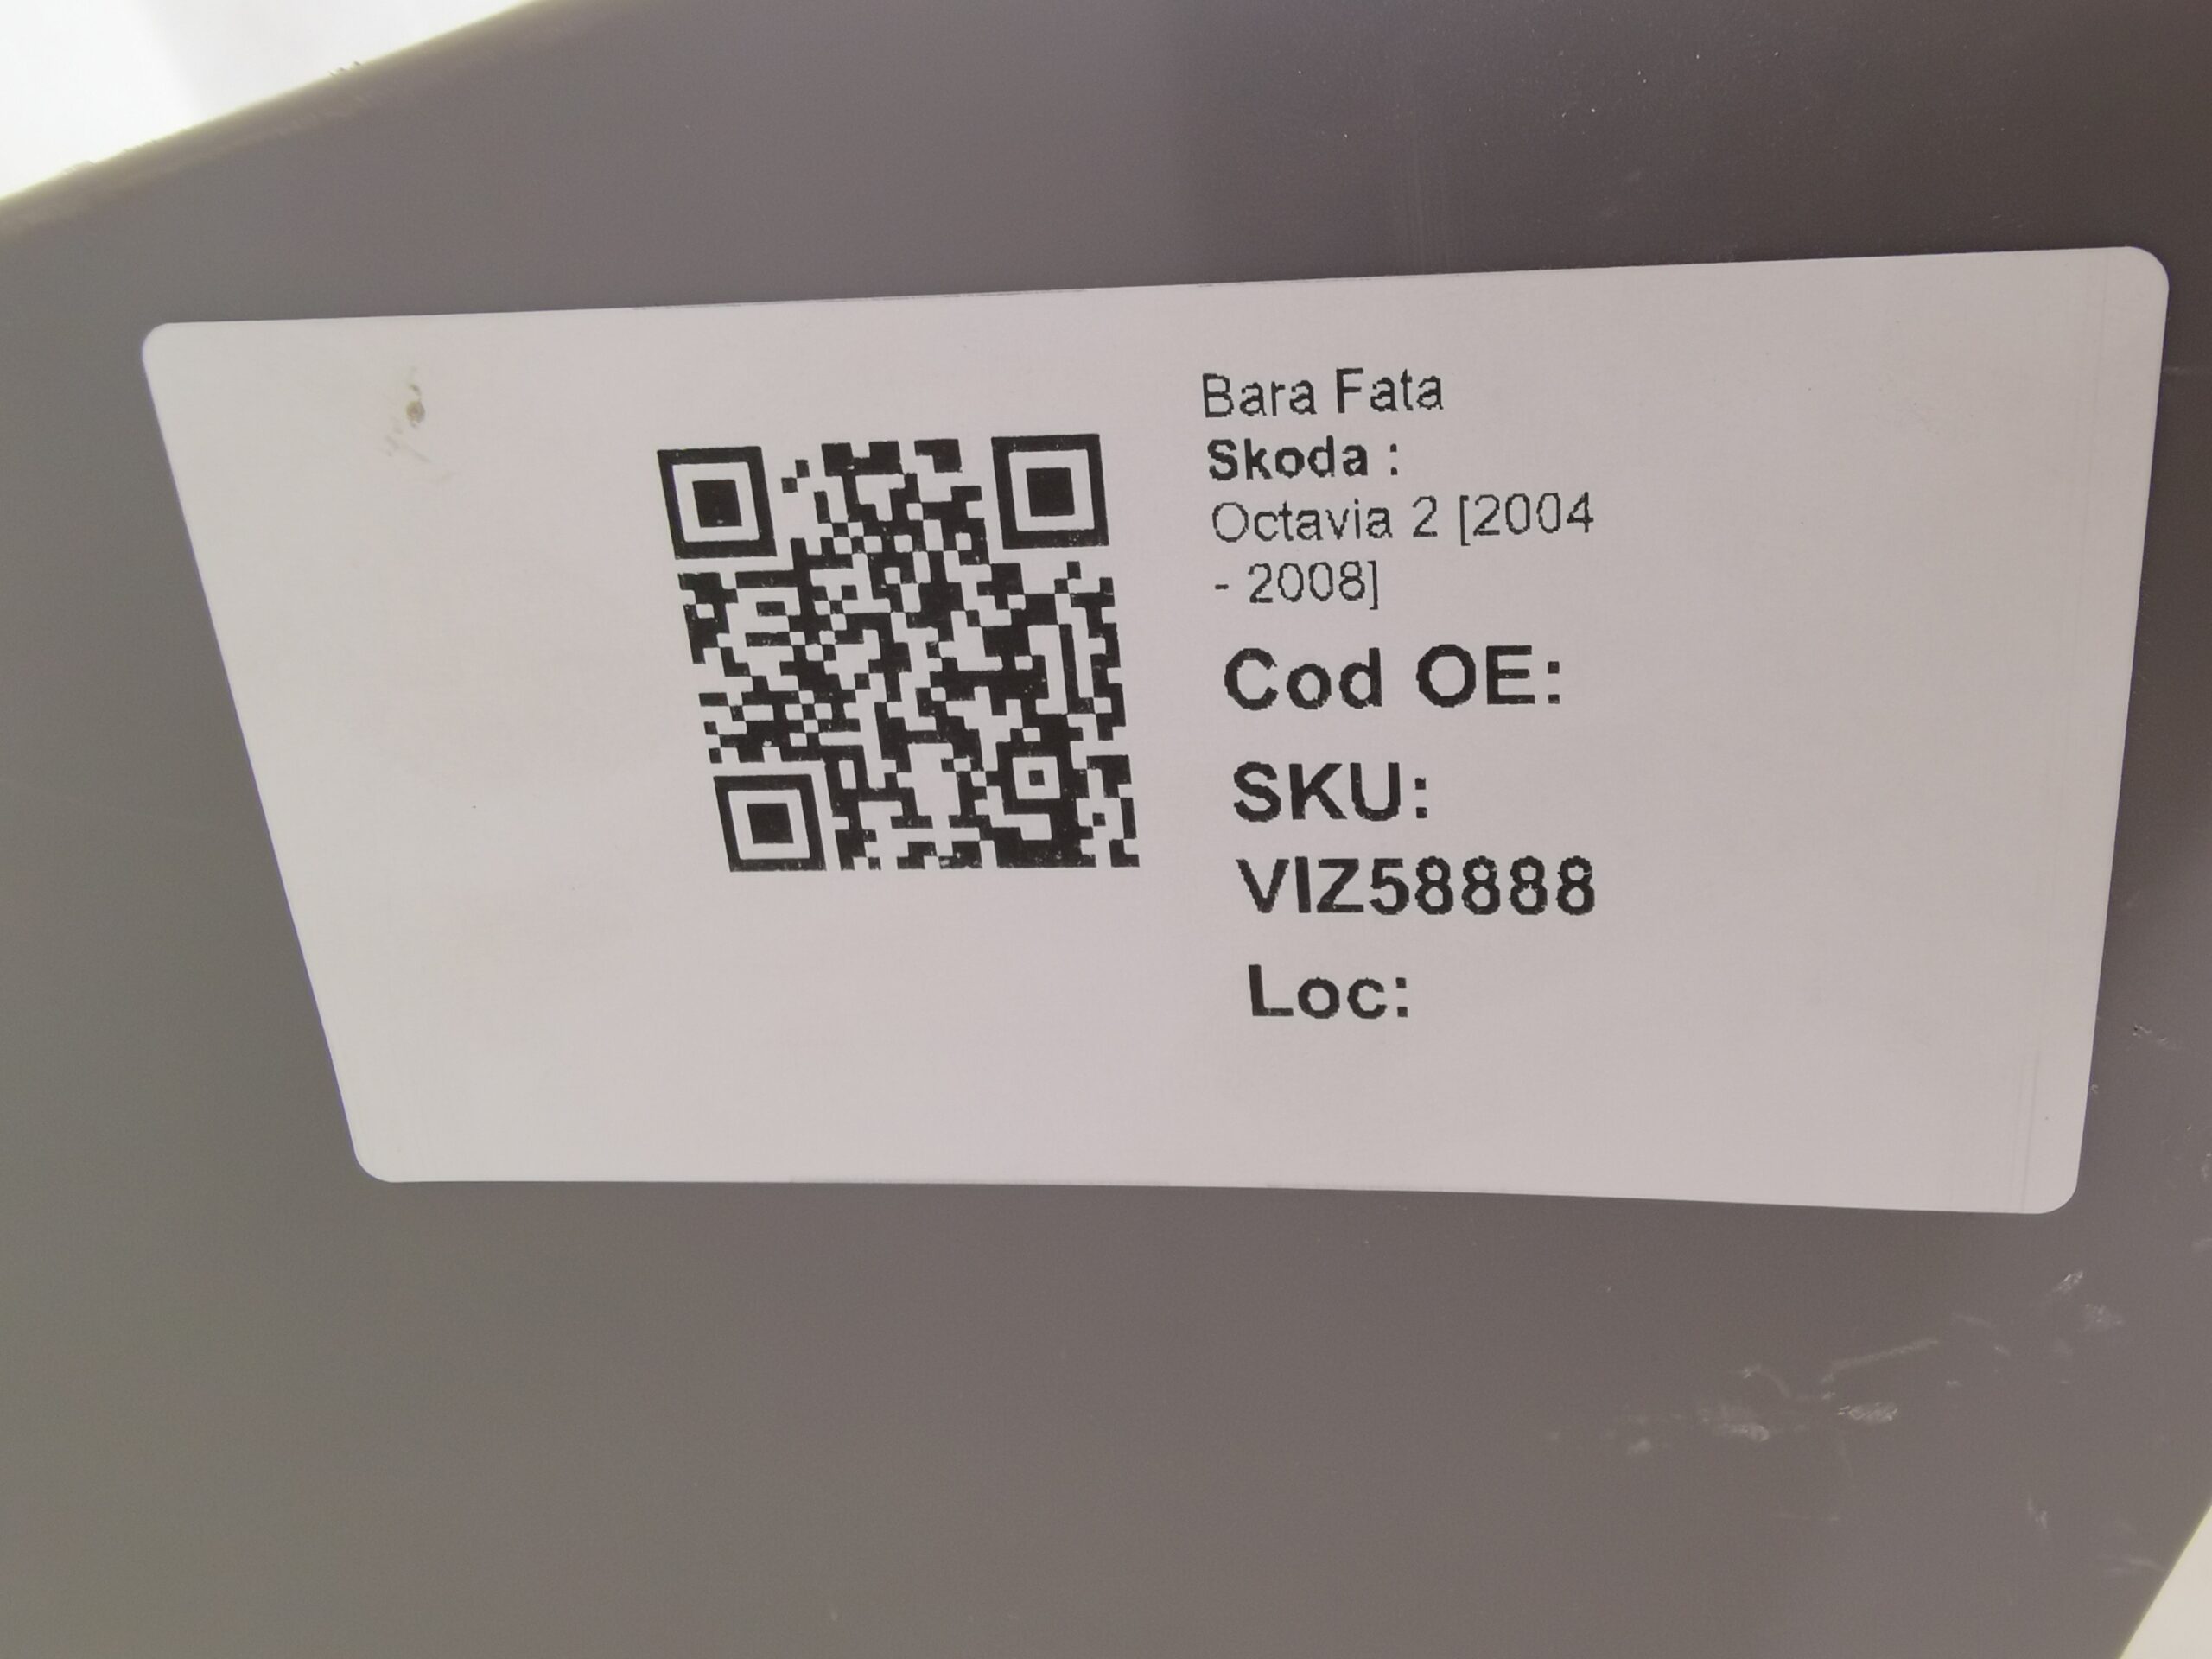 Bara Fata
Skoda :
Octavia 2 [2004
- 2008]
Cod OE:
SKU:
VIZ58888
Loc: